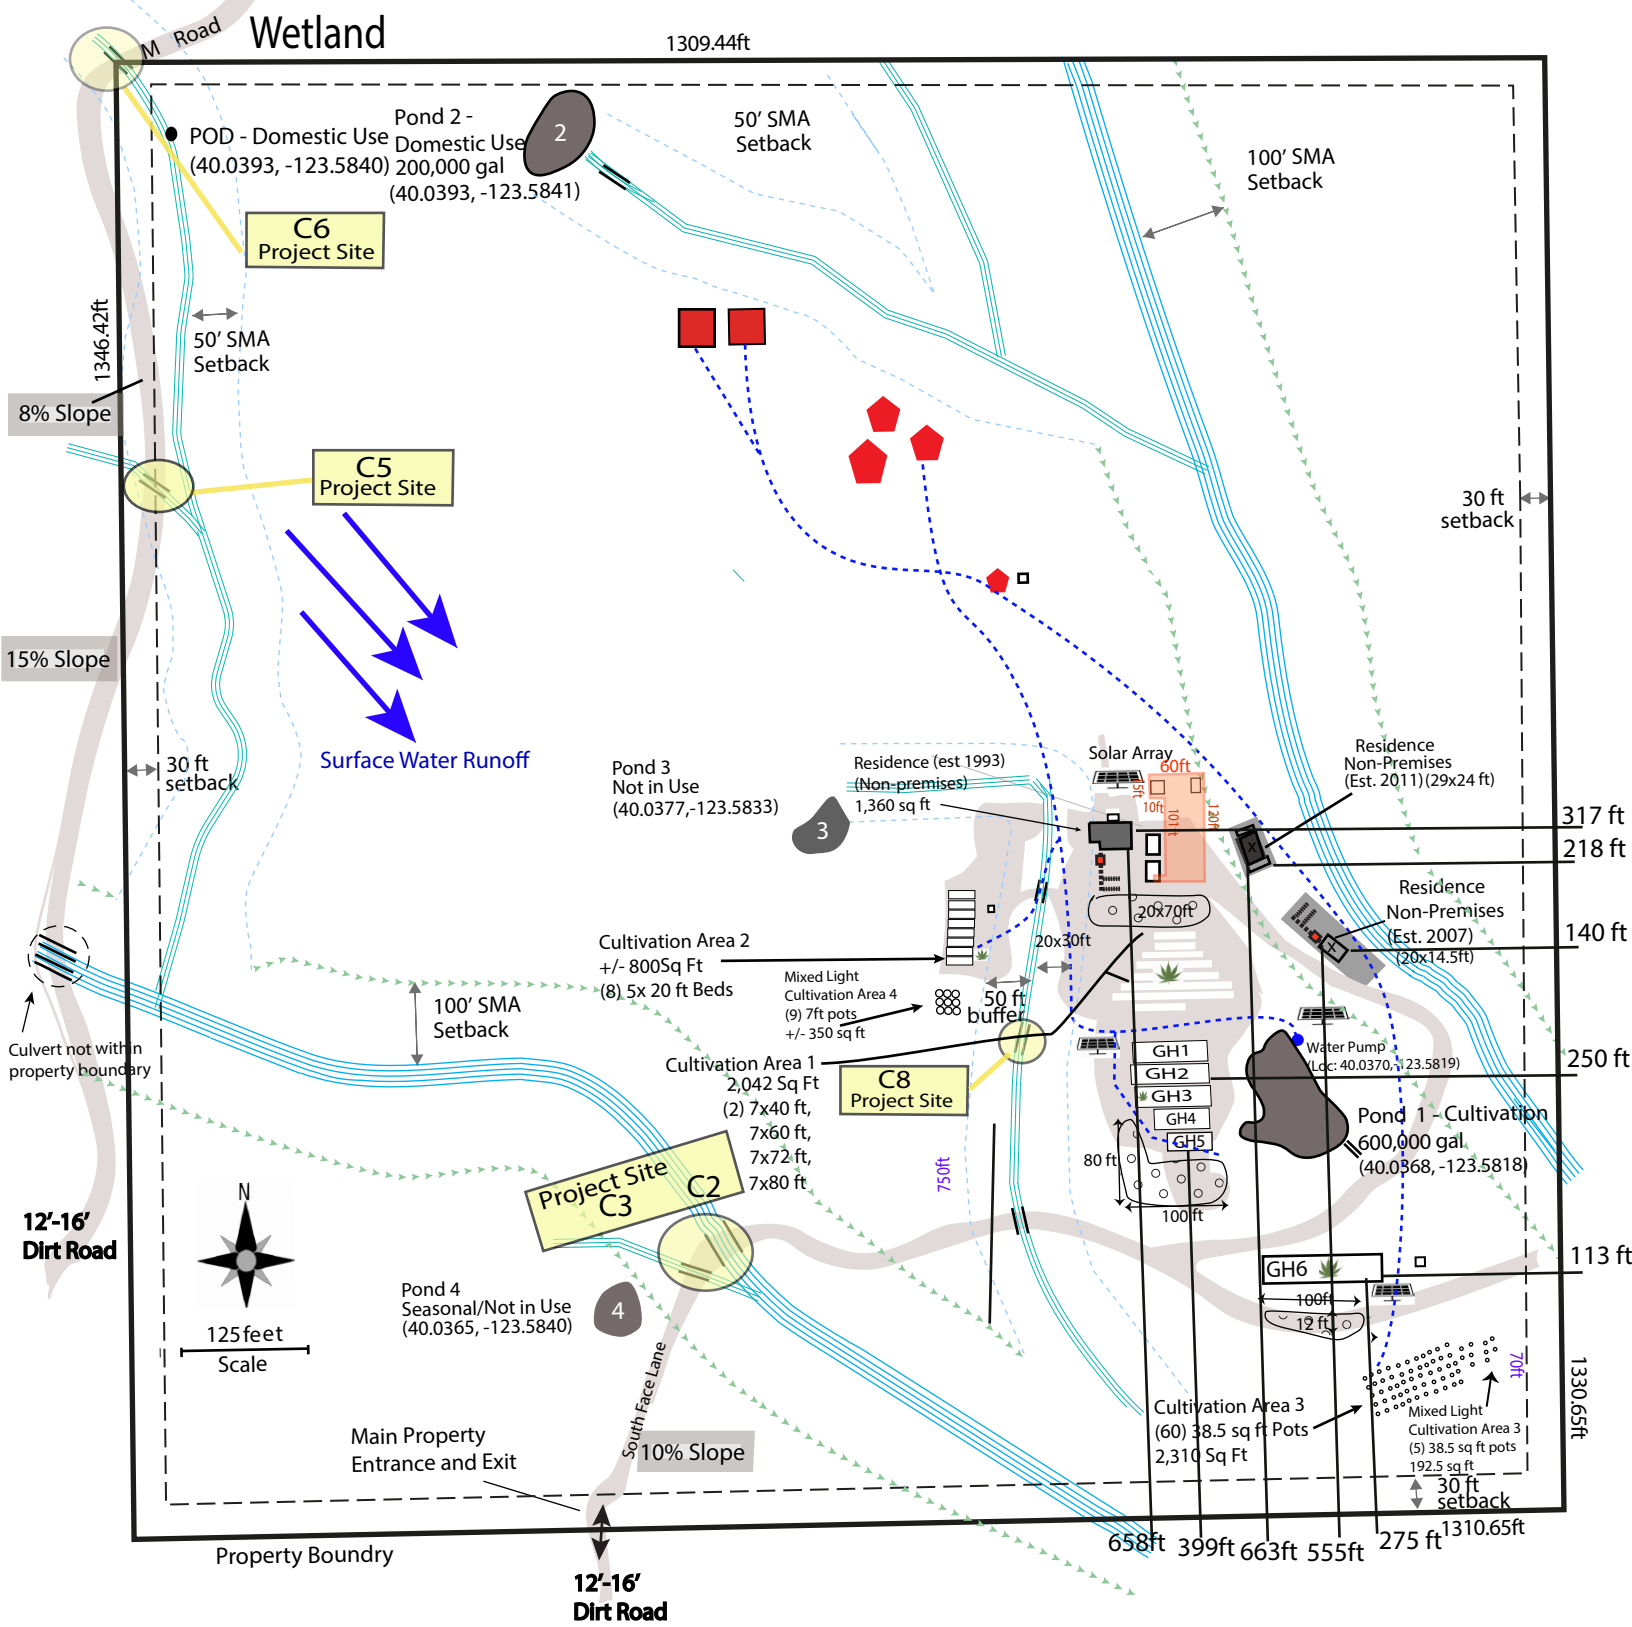 M Road
Wetland
1309.44ft
POD - Domestic Use
(40.0393, -123.5840)
Pond 2 -
Domestic Use
200,000 gal
(40.0393, -123.5841)
2
50’ SMA
Setback
100’ SMA
Setback
C6
Project Site
1346.42ft
50’ SMA
Setback
8% Slope
C5
Project Site
30 ft
setback
15% Slope
Surface Water Runoff
30 ft
setback
Pond 3
Not in Use
(40.0377,-123.5833)
3
Residence (est 1993)
(Non-premises)
1,360 sq ft
Solar Array
60ft
15ft
10ft
101ft
120ft
Residence
Non-Premises
(Est. 2011)(29x24 ft)
317 ft
218 ft
X
20x70ft
Residence
Non-Premises
(Est. 2007)
(20x14.5ft)
X
140 ft
Cultivation Area 2
+/- 800Sq Ft
(8) 5x 20 ft Beds
20x30ft
Mixed Light
Cultivation Area 4
(9) 7ft pots
+/- 350 sq ft
50 ft
buffer
100’ SMA
Setback
Culvert not within
property boundary
Cultivation Area 1
2,042 Sq Ft
(2) 7x40 ft,
7x60 ft,
7x72 ft,
7x80 ft
C8
Project Site
GH1
GH2
GH3
GH4
GH5
Water Pump
(Loc: 40.0370, -123.5819)
250 ft
Pond 1 - Cultivation
600,000 gal
(40.0368, -123.5818)
80 ft
100 ft
750ft
Project Site
C3
C2
12’-16’
Dirt Road
N
125feet
Scale
Pond 4
Seasonal/Not in Use
(40.0365, -123.5840)
4
GH6
113 ft
100ft
12 ft
70ft
1330.65ft
South Face Lane
10% Slope
Main Property
Entrance and Exit
Cultivation Area 3
(60) 38.5 sq ft Pots
2,310 Sq Ft
Mixed Light
Cultivation Area 3
(5) 38.5 sq ft pots
192.5 sq ft
30 ft
setback
1310.65ft
658ft
399ft
663ft
555ft
275 ft
Property Boundry
12’-16’
Dirt Road